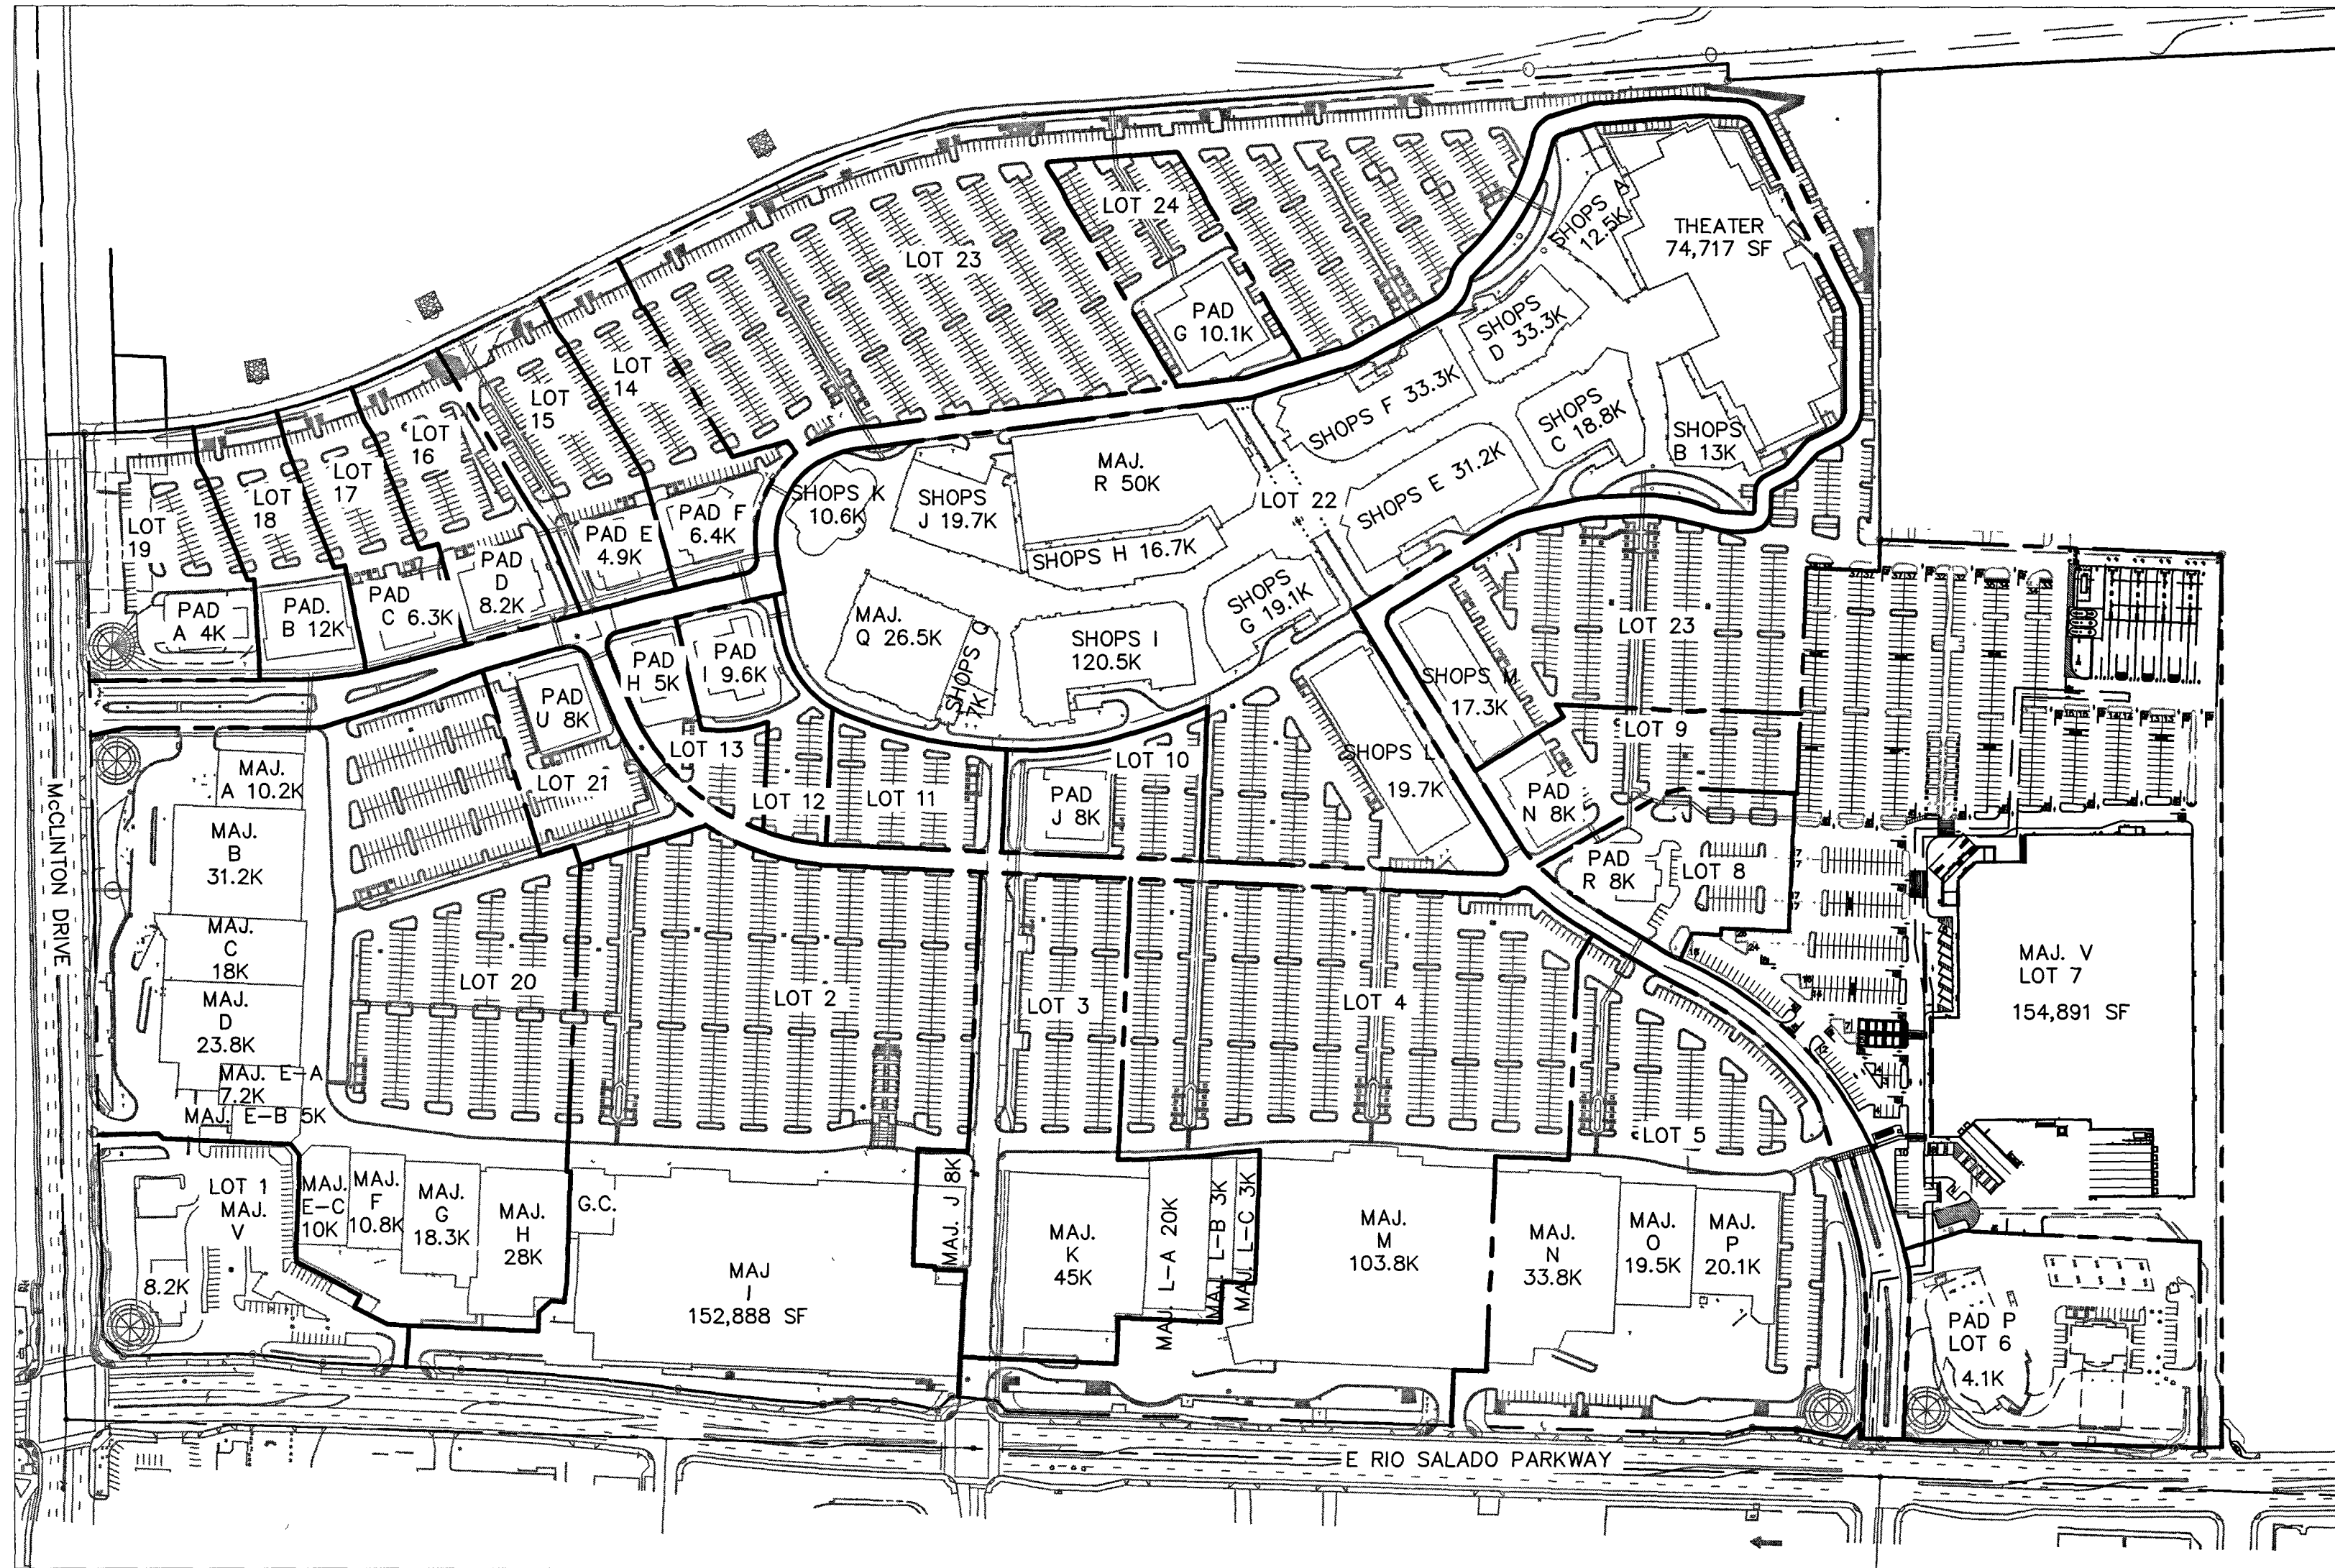 LOT 24
SHOPS A
12.5K
THEATER
74,717 SF
LOT 23
PAD
G 10.1K
SHOPS
D 33.3K
LOT
14
LOT
15
LOT
16
LOT
17
LOT
18
LOT
19
SHOPS F 33.3K
SHOPS
C 18.8K
SHOPS
B 13K
MAJ.
R 50K
SHOPS E 31.2K
LOT 22
SHOPS K
10.6K
SHOPS
J 19.7K
SHOPS H 16.7K
PAD F
6.4K
PAD E
4.9K
PAD
D
8.2K
PAD
C 6.3K
PAD.
B 12K
PAD
A 4K
SHOPS
G 19.1K
MAJ.
Q 26.5K
SHOPS Q
7K
SHOPS I
120.5K
LOT 23
PAD
H 5K
PAD
I 9.6K
PAD
U 8K
SHOPS M
17.3K
LOT 9
SHOPS L
19.7K
LOT 13
LOT 10
LOT 21
LOT 12
LOT 11
PAD
J 8K
PAD
N 8K
MAJ.
A 10.2K
MAJ.
B
31.2K
PAD
R 8K
LOT 8
McCLINTON DRIVE
MAJ.
C
18K
MAJ.
D
23.8K
MAJ. E-A
7.2K
MAJ. E-B 5K
LOT 20
LOT 2
LOT 3
LOT 4
MAJ. V
LOT 7
154,891 SF
LOT 5
LOT 1
MAJ.
V
8.2K
MAJ.
E-C
10K
MAJ.
F
10.8K
MAJ.
G
18.3K
MAJ.
H
28K
G.C.
MAJ
I
152,888 SF
MAJ. J 8K
MAJ.
K
45K
MAJ. L-A 20K
MAJ. L-B 3K
MAJ. L-C 3K
MAJ.
M
103.8K
MAJ.
N
33.8K
MAJ.
O
19.5K
MAJ.
P
20.1K
PAD P
LOT 6
4.1K
E RIO SALADO PARKWAY